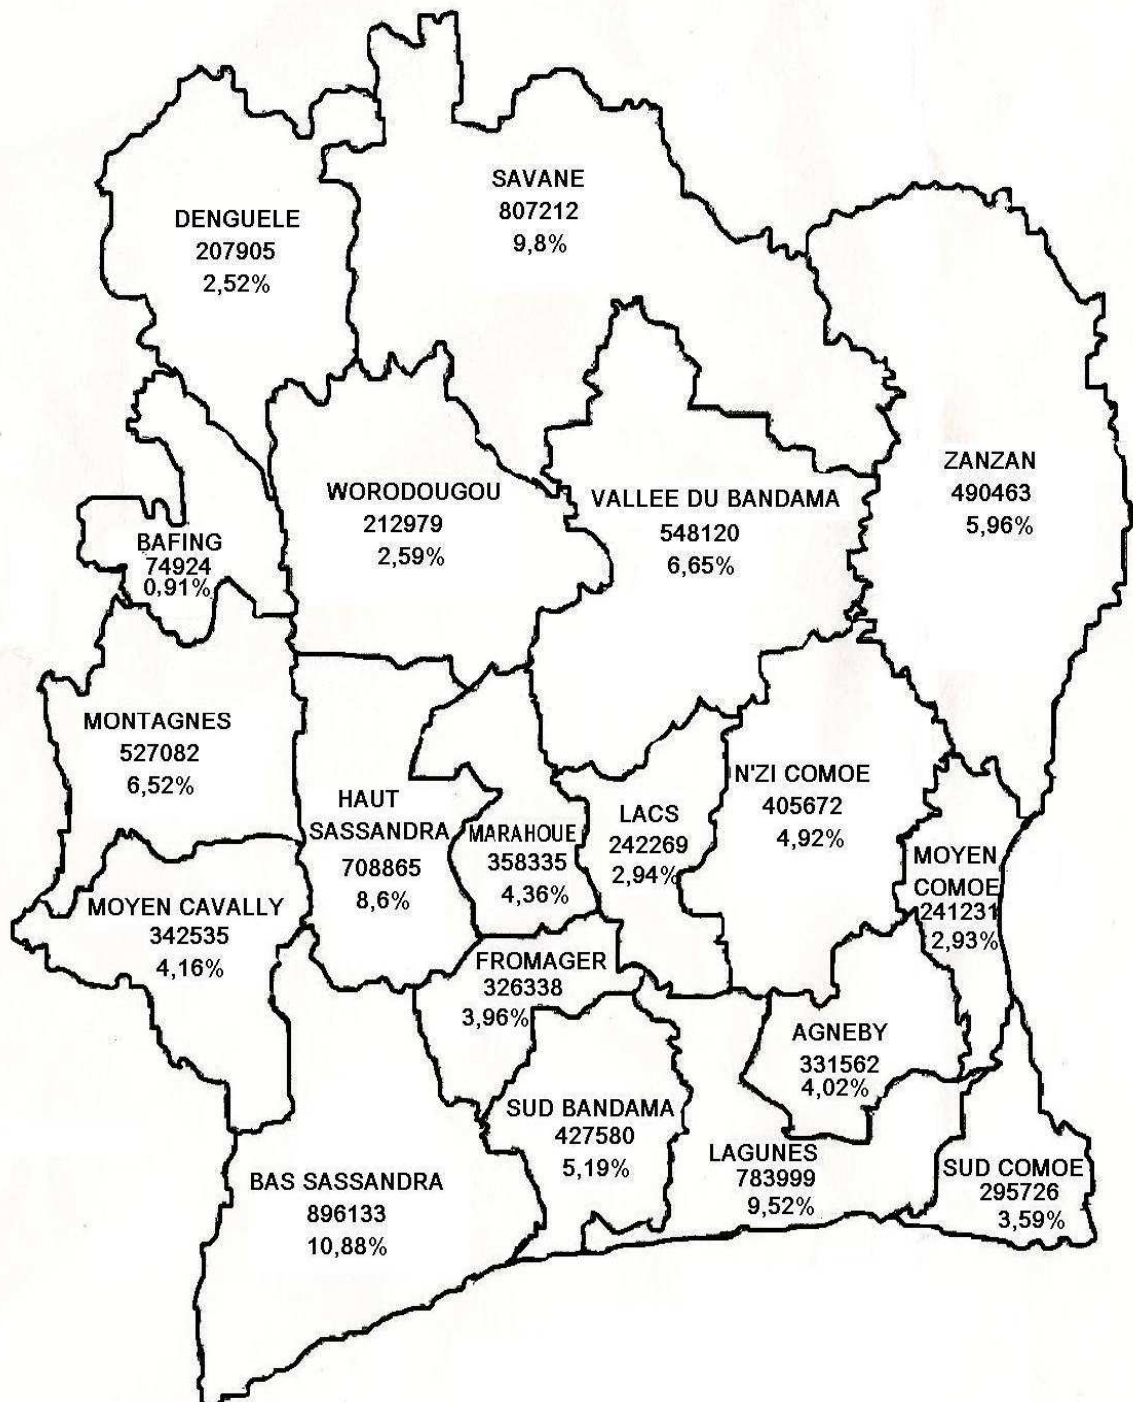 SAVANE
807212
9,8%
DENGUELE
207905
2,52%
ZANZAN
490463
5,96%
WORODOUGOU
212979
2,59%
VALLEE DU BANDAMA
548120
6,65%
BAFING
74924
0,91%
MONTAGNES
527082
6,52%
HAUT
SASSANDRA
708865
8,6%
MARAHOUE
358335
4,36%
LACS
242269
2,94%
N'ZI COMOE
405672
4,92%
MOYEN
COMOE
241231
2,93%
MOYEN CAVALLY
342535
4,16%
FROMAGER
326338
3,96%
AGNEBY
331562
4,02%
SUD BANDAMA
427580
5,19%
LAGUNES
783999
9,52%
SUD COMOE
295726
3,59%
BAS SASSANDRA
896133
10,88%